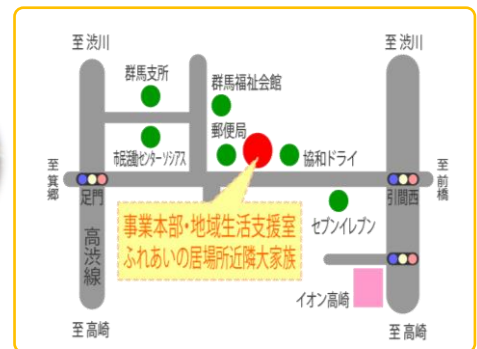 至渋川
至渋川
群馬支所
群馬福祉会館
郵便局
市民活動センターソシアス
協和ドライ
至箕郷
至前橋
足門
引間西
事業本部・地域生活支援室
ふれあいの居場所近隣大家族
セブンイレブン
高渋線
イオン高崎
至高崎
至高崎